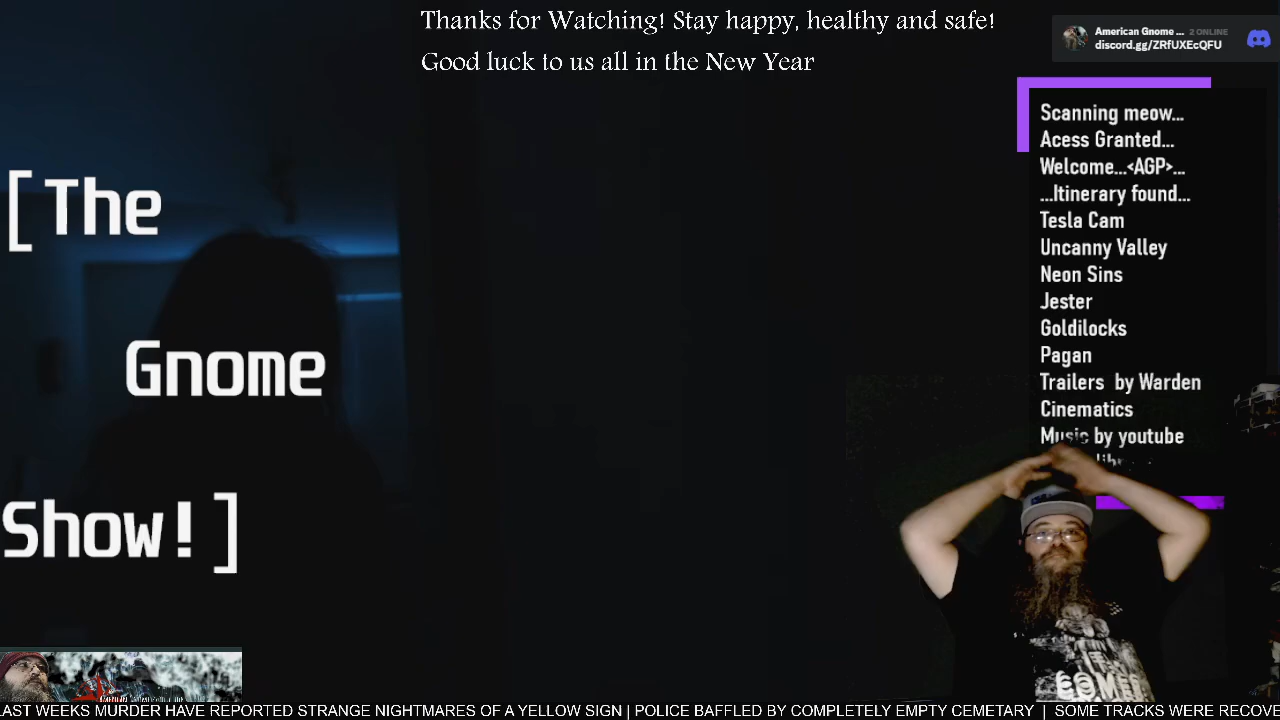 Thanks for Watching! Stay happy, healthy and safe!
Good luck to us all in the New Year
American Gnome ... 2 ONLINE
discord.gg/ZRfUXEcQFU
Scanning meow...
Acess Granted...
Welcome...<AGP>...
...Itinerary found...
Tesla Cam
Uncanny Valley
Neon Sins
Jester
Goldilocks
Pagan
Trailers by Warden
Cinematics
Music by youtube
[The
Gnome
Show!]
LAST WEEKS MURDER HAVE REPORTED STRANGE NIGHTMARES OF A YELLOW SIGN | POLICE BAFFLED BY COMPLETELY EMPTY CEMETARY | SOME TRACKS WERE RECOVE